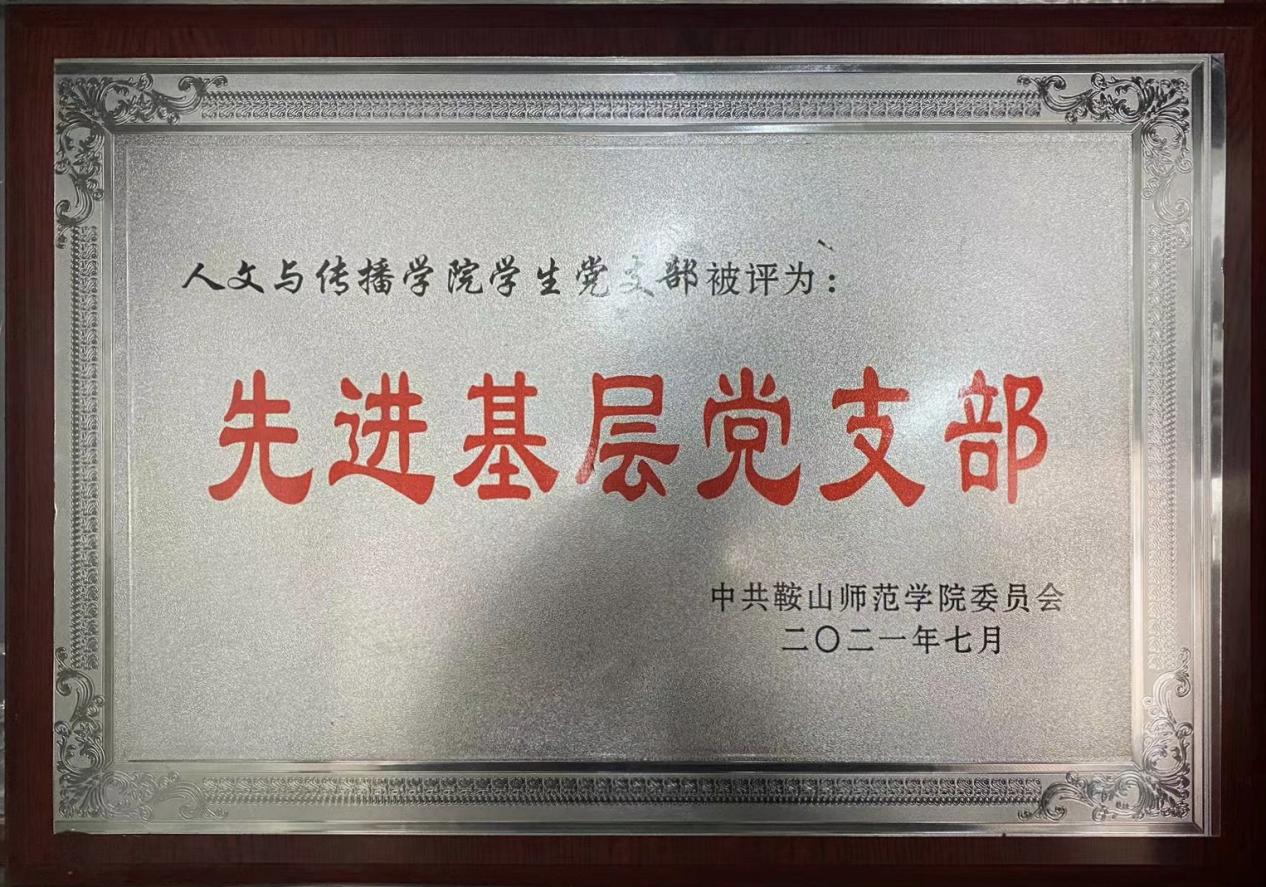 人文与传播学院学生党支部被评为：
先进基层党支部
中共鞍山师范学院委员会
二〇二一年七月